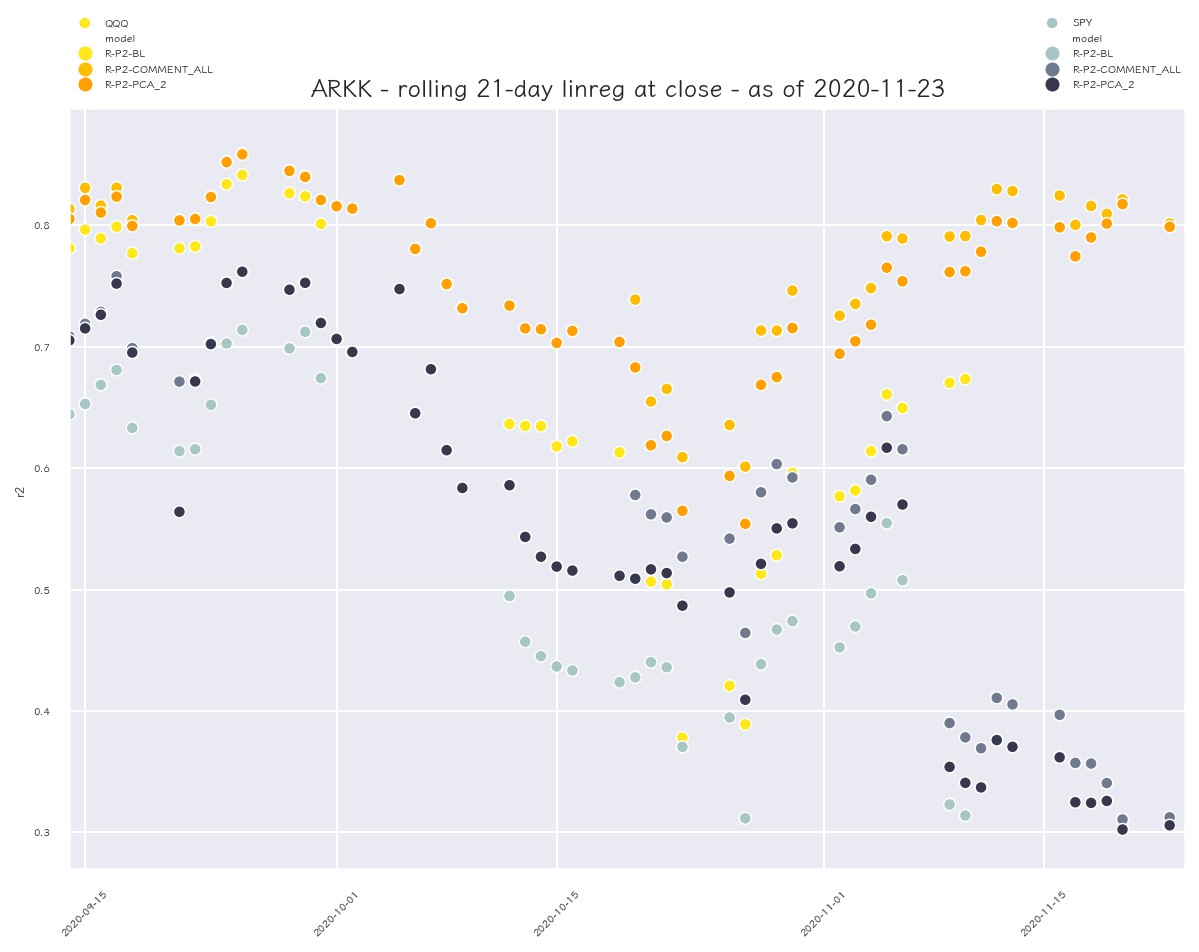 QQQ
model
R-P2-BL
R-P2-COMMENT_ALL
R-P2-PCA_2
SPY
model
R-P2-BL
R-P2-COMMENT_ALL
R-P2-PCA_2
ARKK - rolling 21-day linreg at close - as of 2020-11-23
0.8
0.7
0.6
0.5
0.4
0.3
r2
2020-09-15
2020-10-01
2020-10-15
2020-11-01
2020-11-15